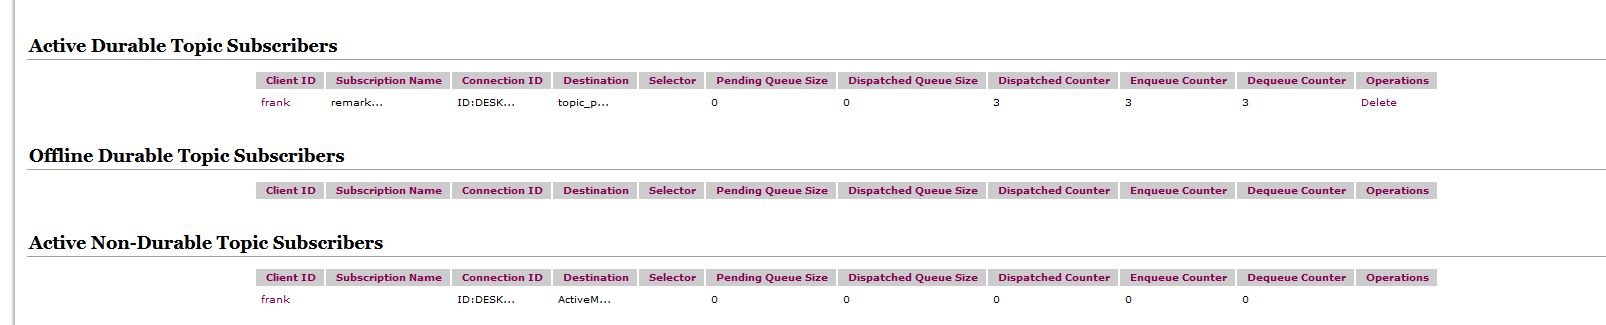 Active Durable Topic Subscribers
Client ID Subscription Name Connection ID Destination Selector Pending Queue Size Dispatched Queue Size Dispatched Counter Enqueue Counter Dequeue Counter Operations
frank remark... ID:DESK... topic_p... 0 0 3 3 3 Delete
Offline Durable Topic Subscribers
Client ID Subscription Name Connection ID Destination Selector Pending Queue Size Dispatched Queue Size Dispatched Counter Enqueue Counter Dequeue Counter Operations
Active Non-Durable Topic Subscribers
Client ID Subscription Name Connection ID Destination Selector Pending Queue Size Dispatched Queue Size Dispatched Counter Enqueue Counter Dequeue Counter Operations
frank ID:DESK... ActiveM... 0 0 0 0 0